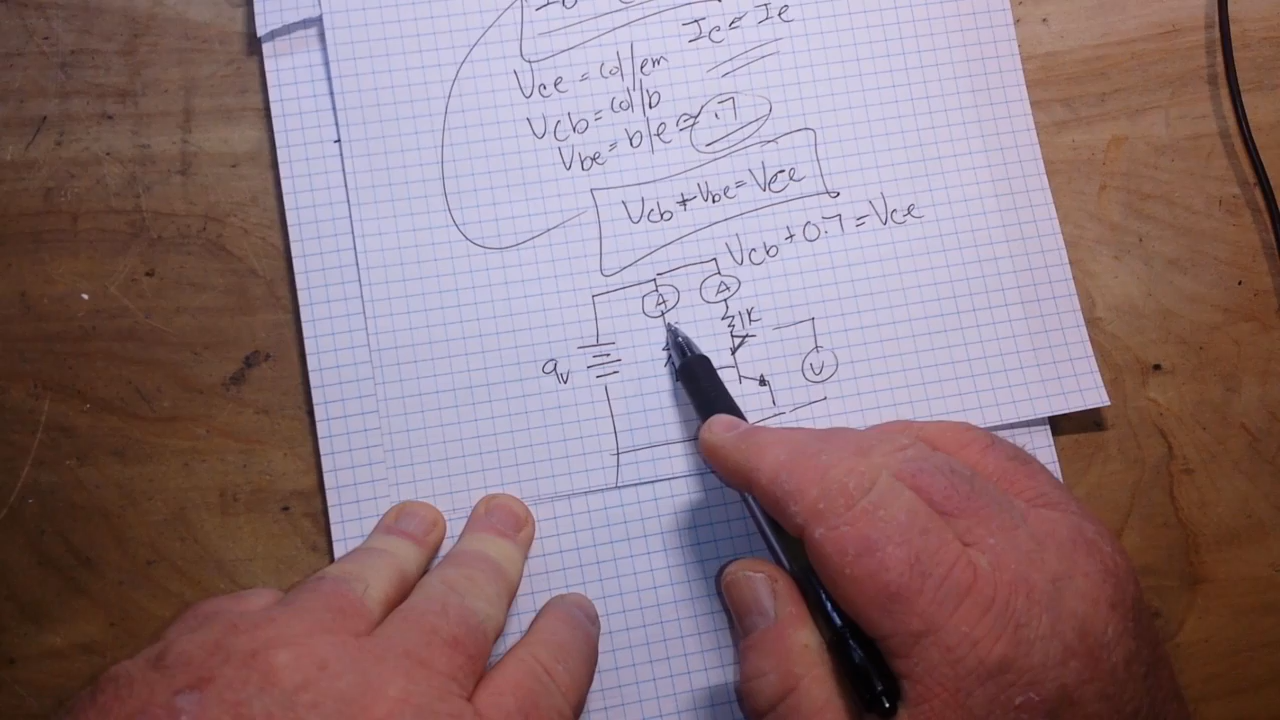 Ic ≈ Ie
Vce = col/em
Vcb = col/b
Vbe = b/e ≈ .7
Vcb + Vbe = Vce
Vcb + 0.7 = Vce
A A
1K
9v
V